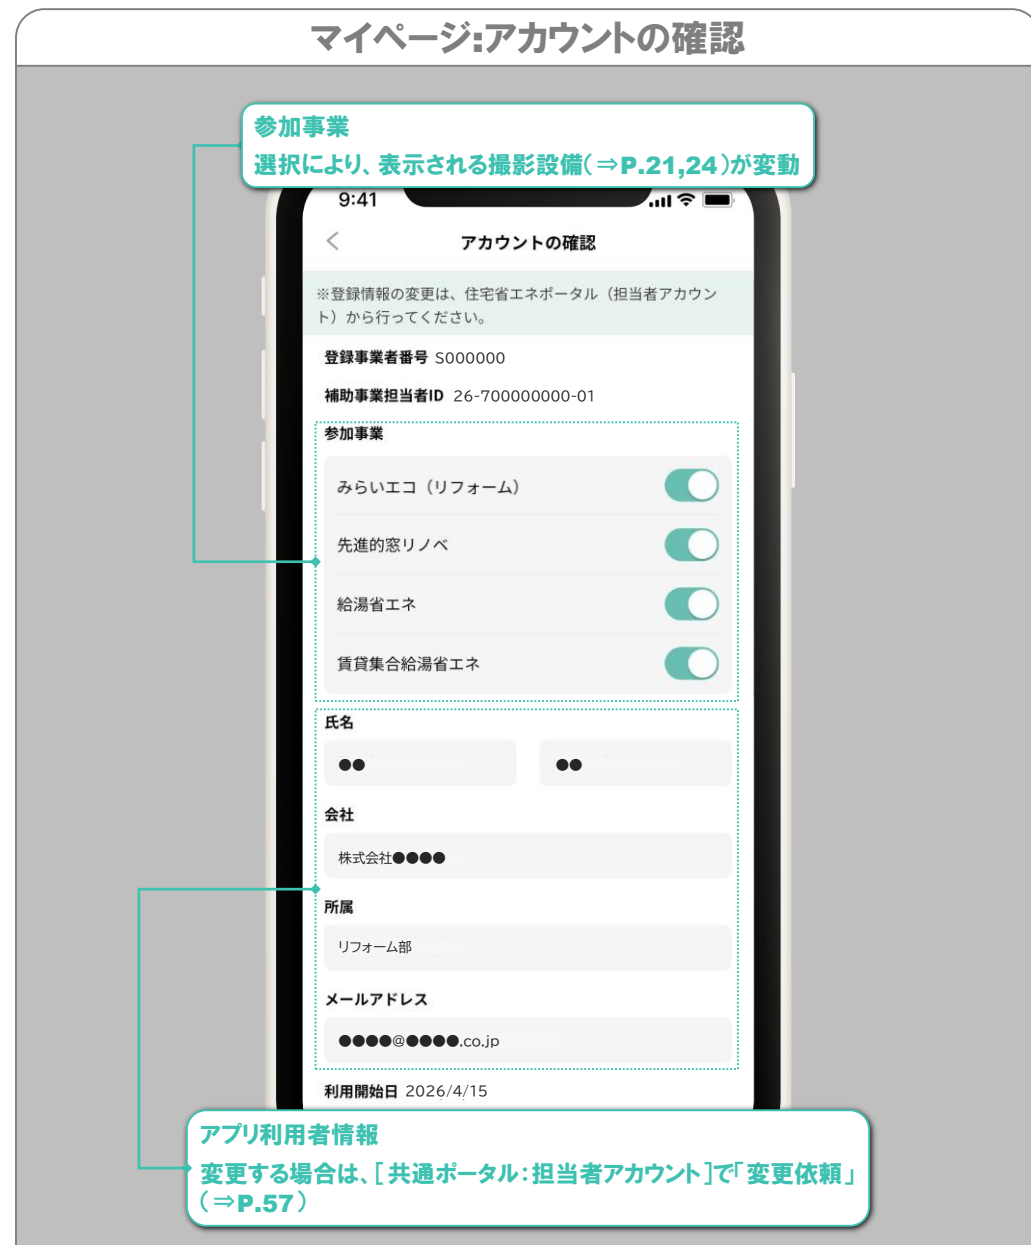 マイページ:アカウントの確認
参加事業
選択により、表示される撮影設備(⇒P.21,24)が変動
9:41
アカウントの確認
※登録情報の変更は、住宅省エネポータル（担当者アカウン
ト）から行ってください。
登録事業者番号 S000000
補助事業担当者ID 26-700000000-01
参加事業
みらいエコ（リフォーム）
先進的窓リノベ
給湯省エネ
賃貸集合給湯省エネ
氏名
●● ●●
会社
株式会社●●●●
所属
リフォーム部
メールアドレス
●●●●@●●●●.co.jp
利用開始日 2026/4/15
アプリ利用者情報
変更する場合は、[共通ポータル:担当者アカウント]で「変更依頼」
(⇒P.57)